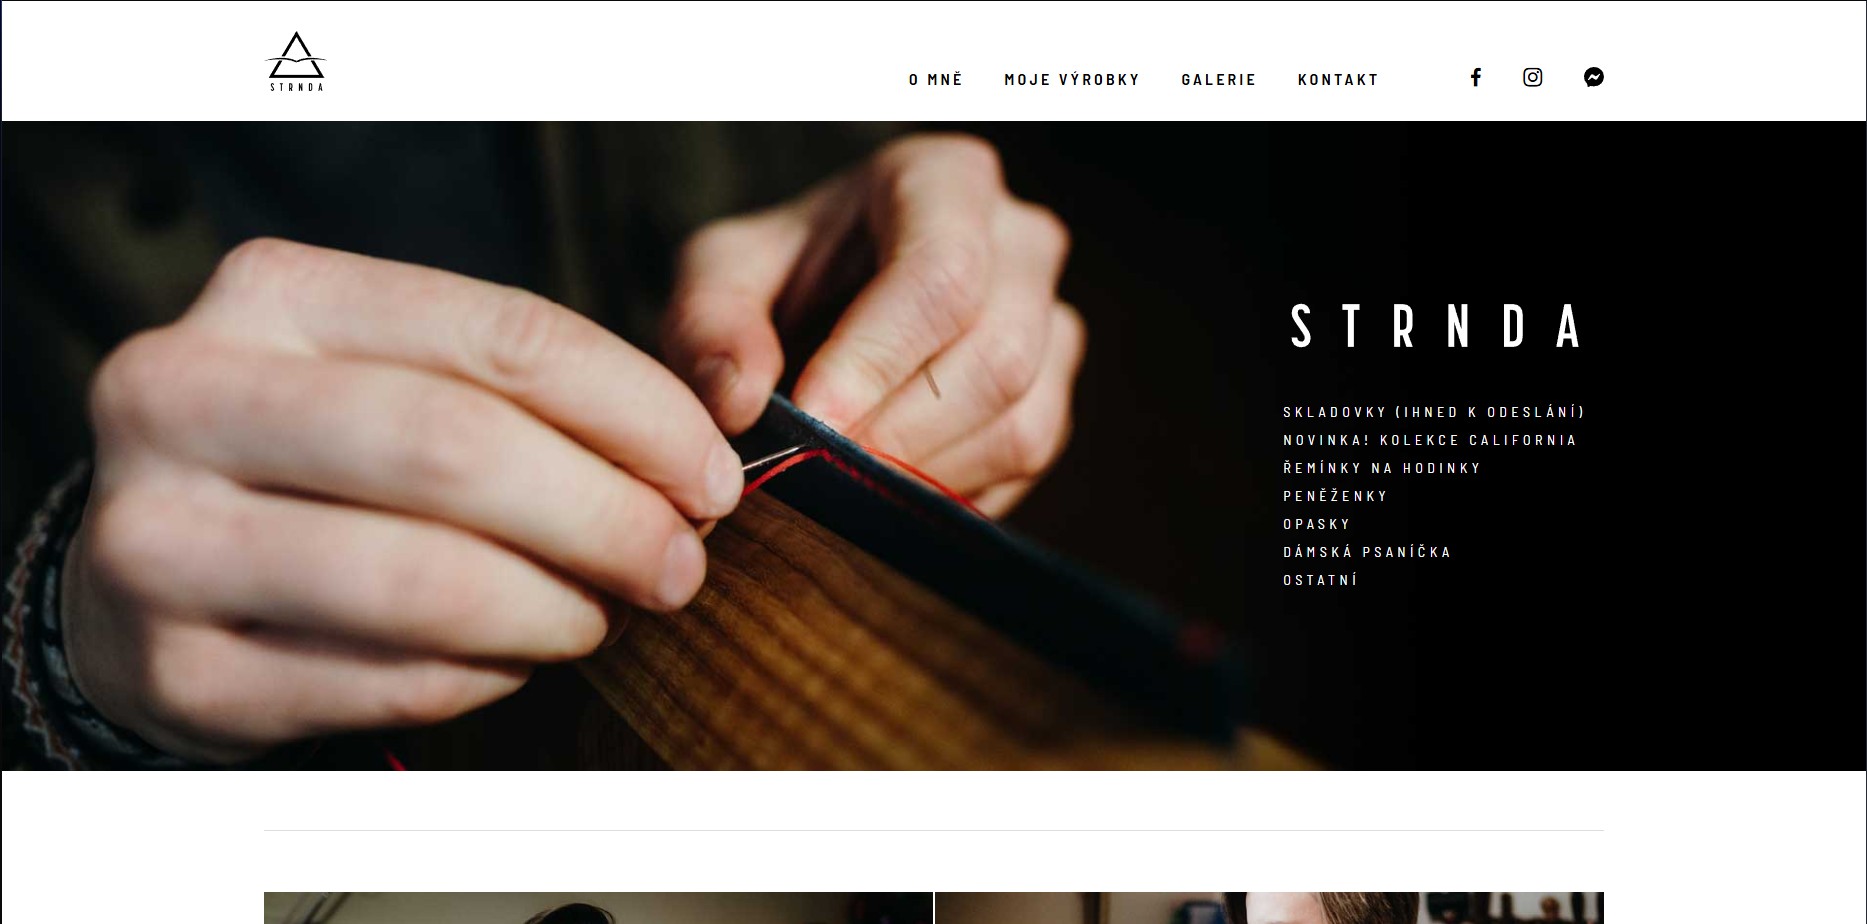 STRNDA
O MNĚ MOJE VÝROBKY GALERIE KONTAKT
STRNDA
SKLADOVKY (IHNED K ODESLÁNÍ)
NOVINKA! KOLEKCE CALIFORNIA
ŘEMÍNKY NA HODINKY
PENĚŽENKY
OPASKY
DÁMSKÁ PSANÍČKA
OSTATNÍ